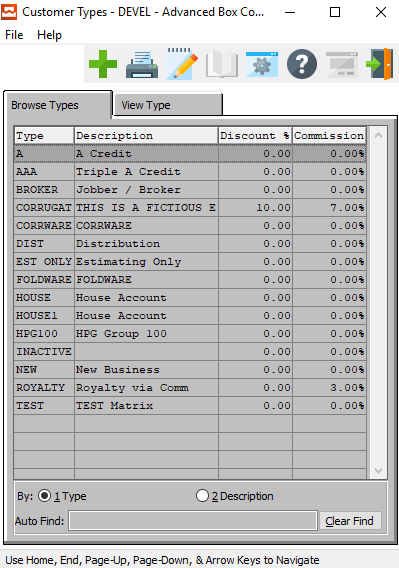 Customer Types - DEVEL - Advanced Box Co...
File Help
Browse Types View Type
Type Description Discount % Commission
A A Credit 0.00 0.00%
AAA Triple A Credit 0.00 0.00%
BROKER Jobber / Broker 0.00 0.00%
CORRUGAT THIS IS A FICTIOUS E 10.00 7.00%
CORRWARE CORRWARE 0.00 0.00%
DIST Distribution 0.00 0.00%
EST ONLY Estimating Only 0.00 0.00%
FOLDWARE FOLDWARE 0.00 0.00%
HOUSE House Account 0.00 0.00%
HOUSE1 House Account 0.00 0.00%
HPG100 HPG Group 100 0.00 0.00%
INACTIVE 0.00 0.00%
NEW New Business 0.00 0.00%
ROYALTY Royalty via Comm 0.00 3.00%
TEST TEST Matrix 0.00 0.00%
By: 1 Type 2 Description
Auto Find: Clear Find
Use Home, End, Page-Up, Page-Down, & Arrow Keys to Navigate